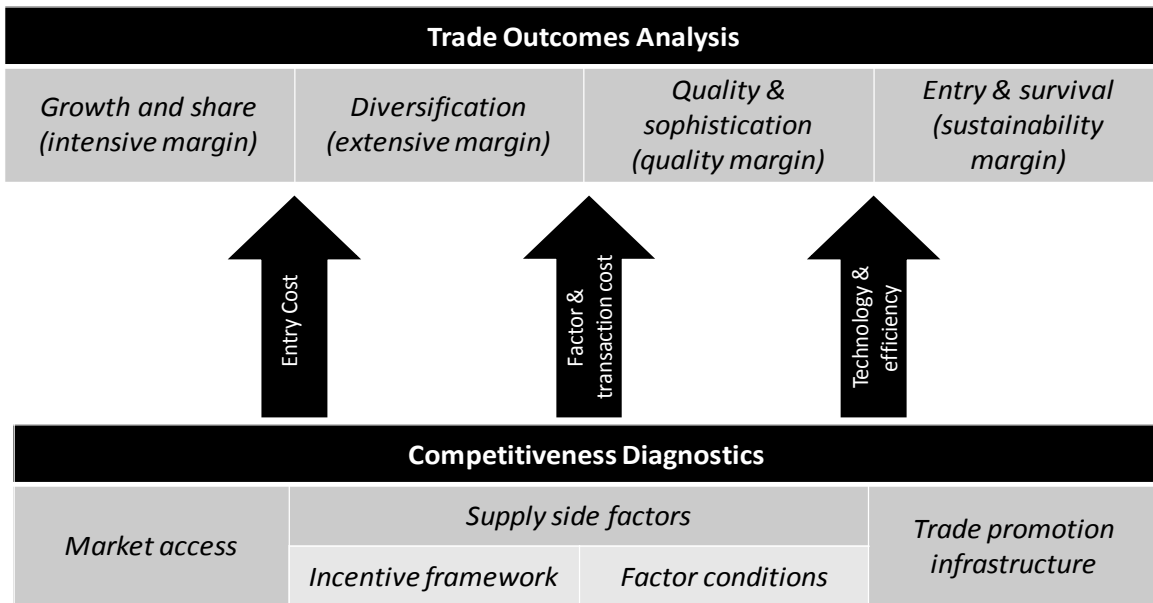 Trade Outcomes Analysis
Growth and share
(intensive margin)
Diversification
(extensive margin)
Quality &
sophistication
(quality margin)
Entry & survival
(sustainability
margin)
Entry Cost
Factor &
transaction cost
Technology &
efficiency
Competitiveness Diagnostics
Market access
Supply side factors
Incentive framework
Factor conditions
Trade promotion
infrastructure